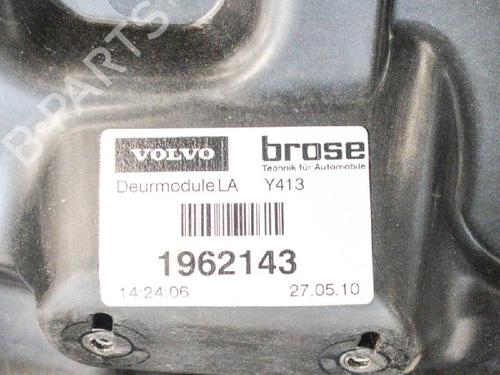 B-PARTS
VOLVO
brose
Technik für Automobile
Deurmodule LA Y413
1962143
14:24:06 27.05.10